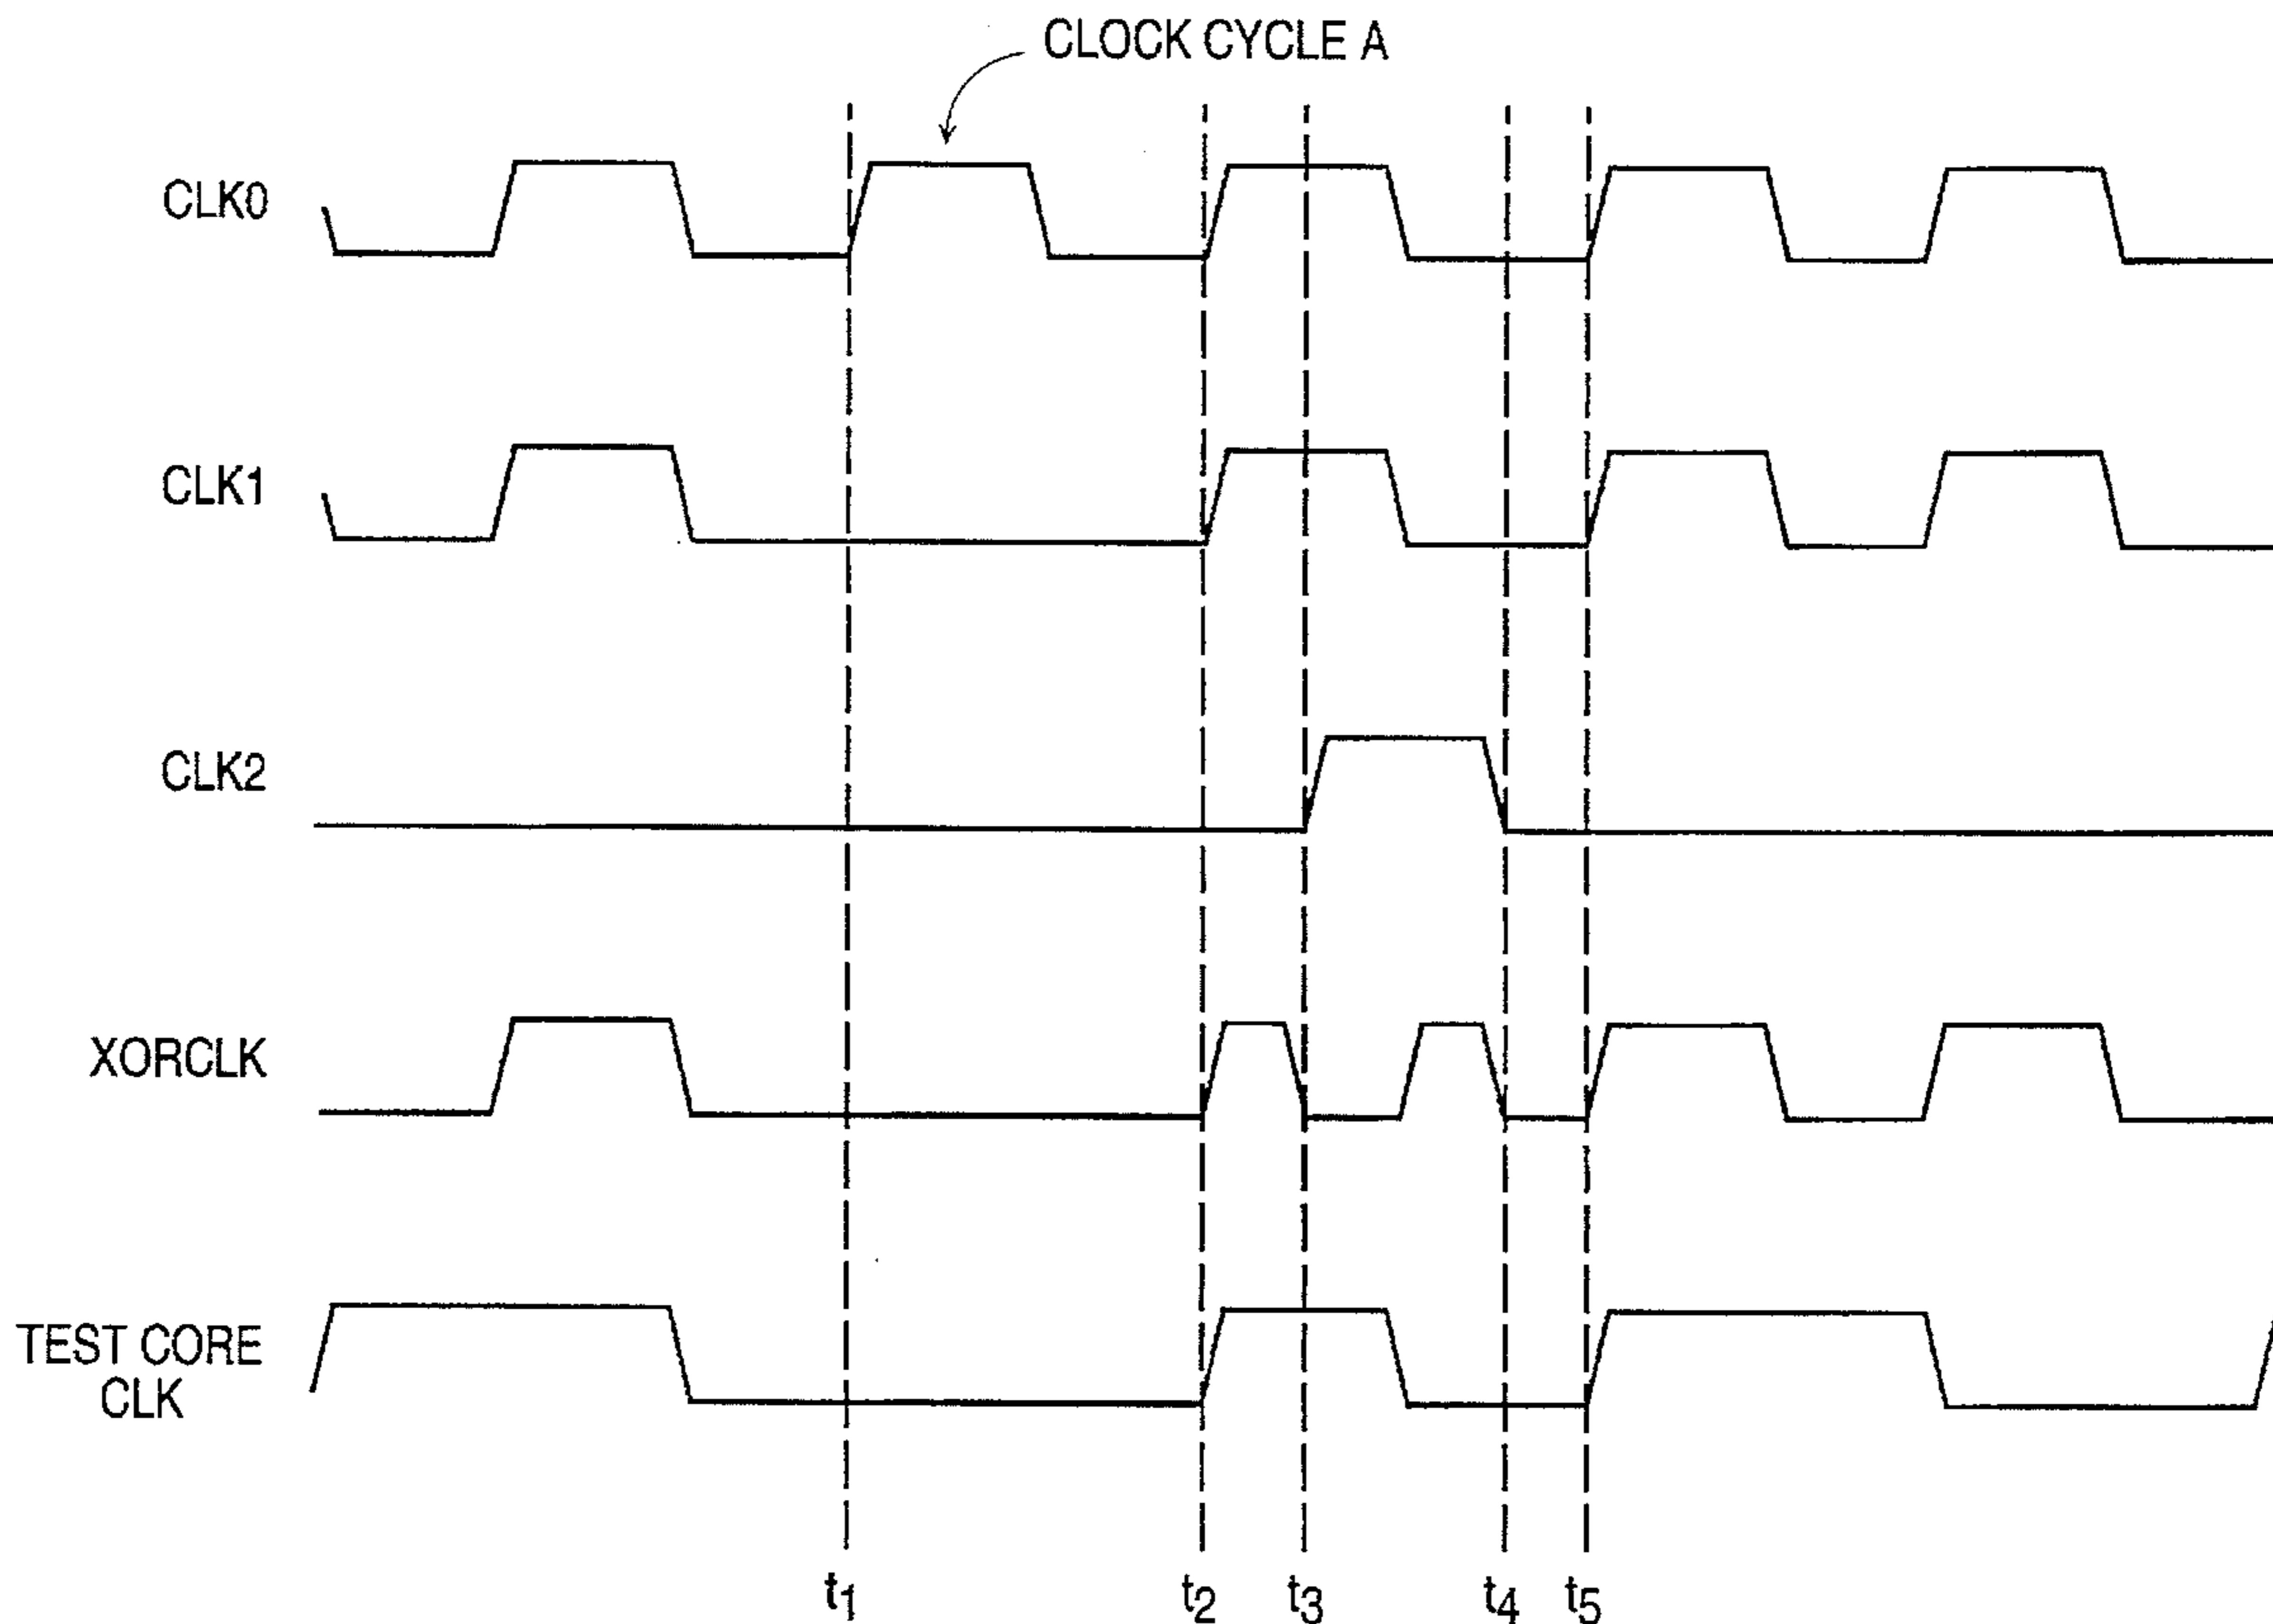 CLOCK CYCLE A
CLK0
CLK1
CLK2
XORCLK
TEST CORE
CLK
t1 t2 t3 t4 t5